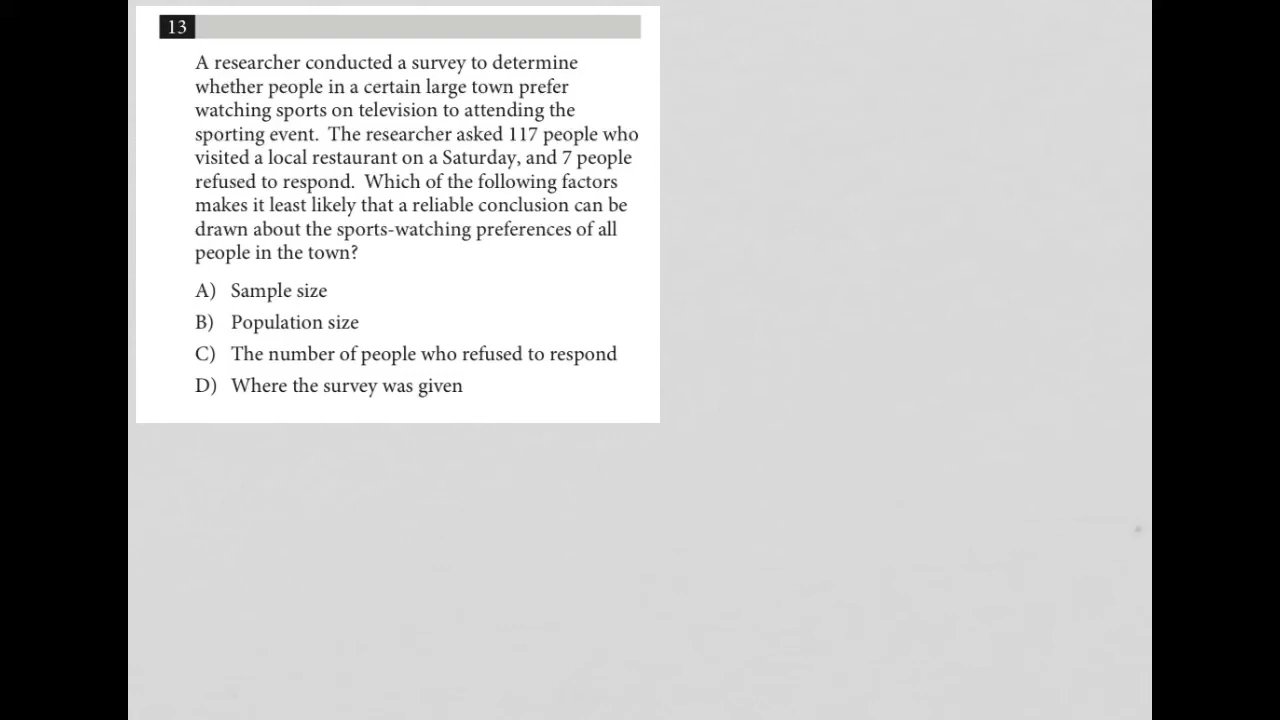 13
A researcher conducted a survey to determine
whether people in a certain large town prefer
watching sports on television to attending the
sporting event. The researcher asked 117 people who
visited a local restaurant on a Saturday, and 7 people
refused to respond. Which of the following factors
makes it least likely that a reliable conclusion can be
drawn about the sports-watching preferences of all
people in the town?
A) Sample size
B) Population size
C) The number of people who refused to respond
D) Where the survey was given